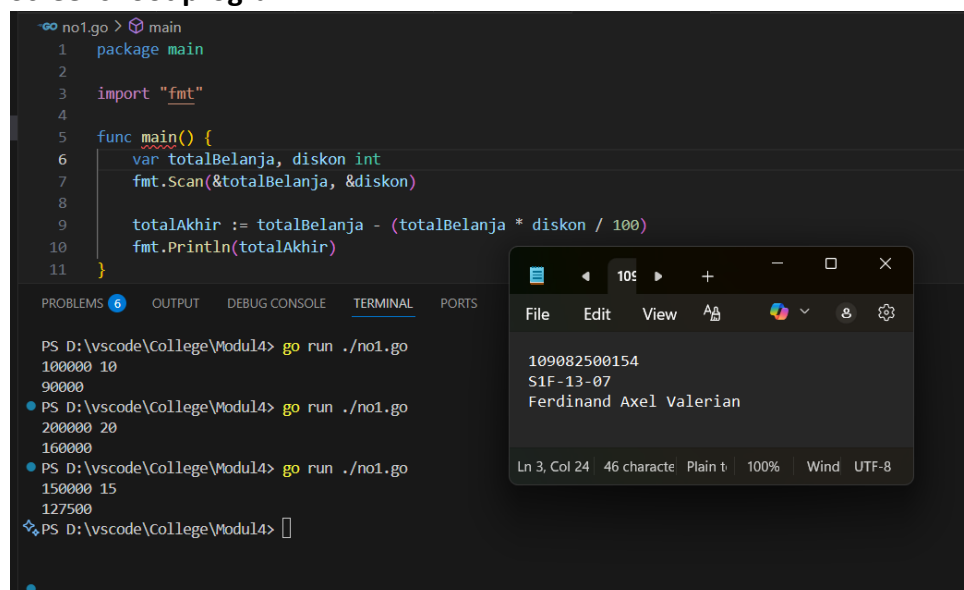 no1.go > main
1 package main
2
3 import "fmt"
4
5 func main() {
6 var totalBelanja, diskon int
7 fmt.Scan(&totalBelanja, &diskon)
8
9 totalAkhir := totalBelanja - (totalBelanja * diskon / 100)
10 fmt.Println(totalAkhir)
11 }
PROBLEMS 6 OUTPUT DEBUG CONSOLE TERMINAL PORTS
PS D:\vscode\College\Modul4> go run ./no1.go
100000 10
90000
PS D:\vscode\College\Modul4> go run ./no1.go
200000 20
160000
PS D:\vscode\College\Modul4> go run ./no1.go
150000 15
127500
PS D:\vscode\College\Modul4>
109
File Edit View
109082500154
S1F-13-07
Ferdinand Axel Valerian
Ln 3, Col 24 46 characte Plain t 100% Wind UTF-8